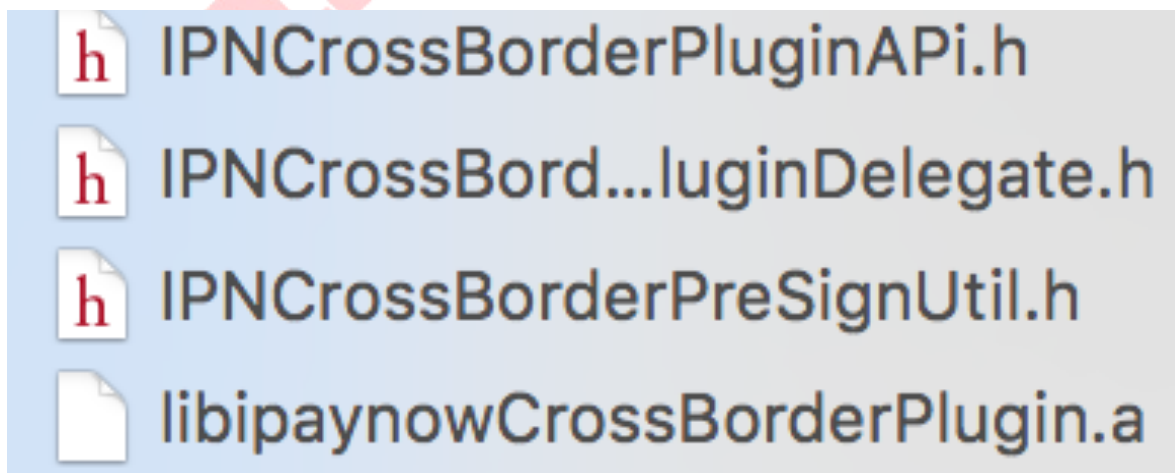 h IPNCrossBorderPluginAPi.h
h IPNCrossBord...luginDelegate.h
h IPNCrossBorderPreSignUtil.h
libipaynowCrossBorderPlugin.a